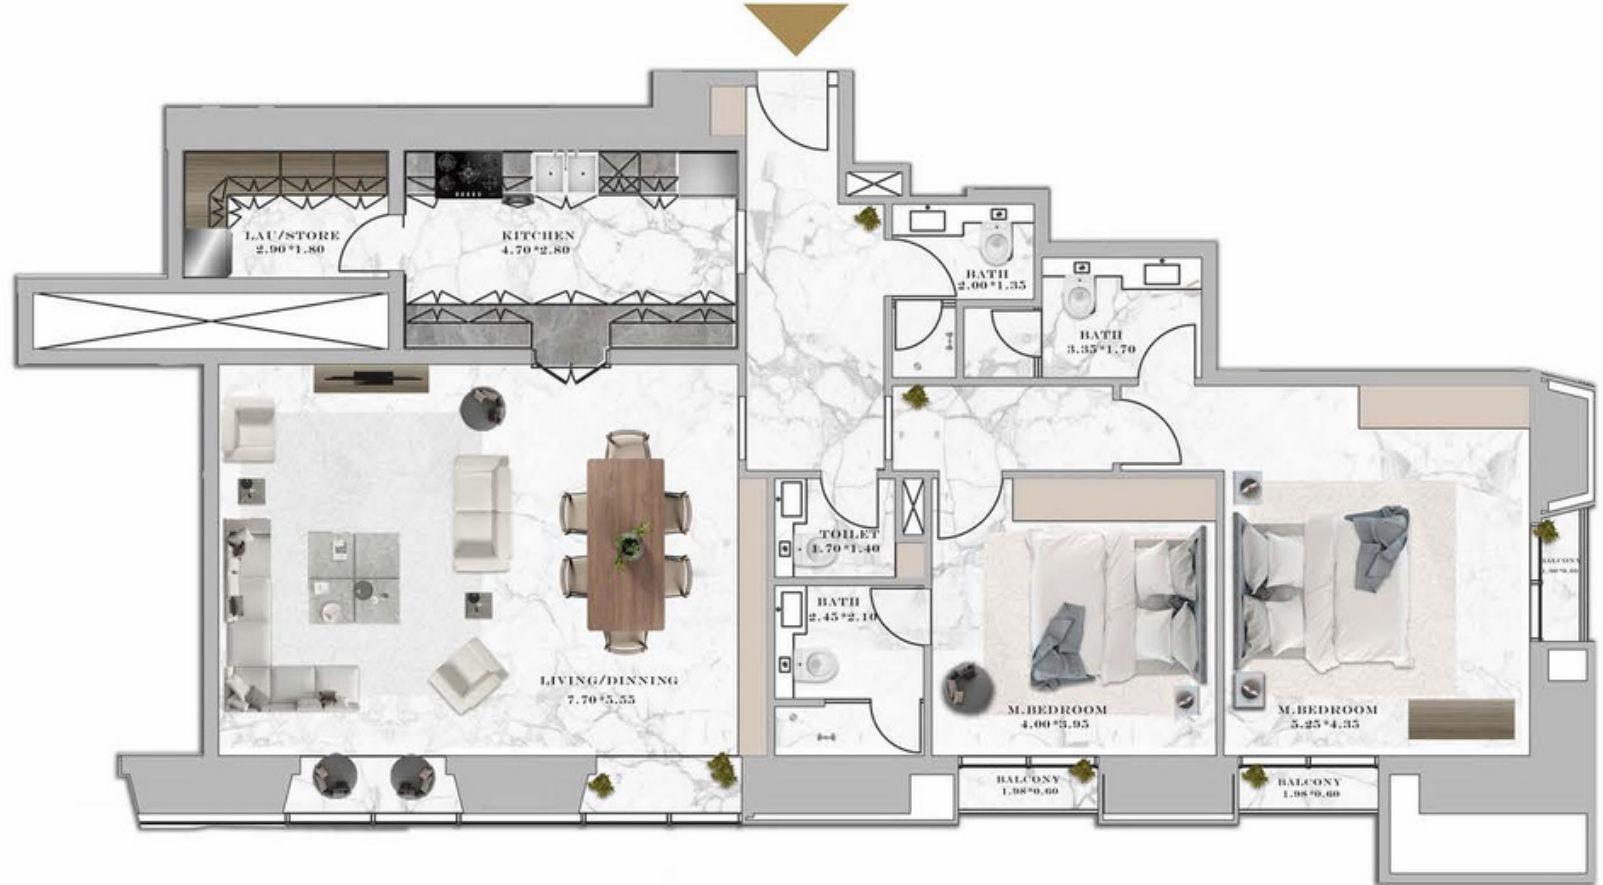 LAU/STORE
2.90*1.80
KITCHEN
4.70*2.80
BATH
2.00*1.35
BATH
3.35*1.70
TOILET
1.70*1.40
BATH
2.45*2.10
LIVING/DINNING
7.70*5.55
M.BEDROOM
4.00*3.95
M.BEDROOM
5.25*4.35
BALCONY
BALCONY
1.98*0.60
BALCONY
1.98*0.60